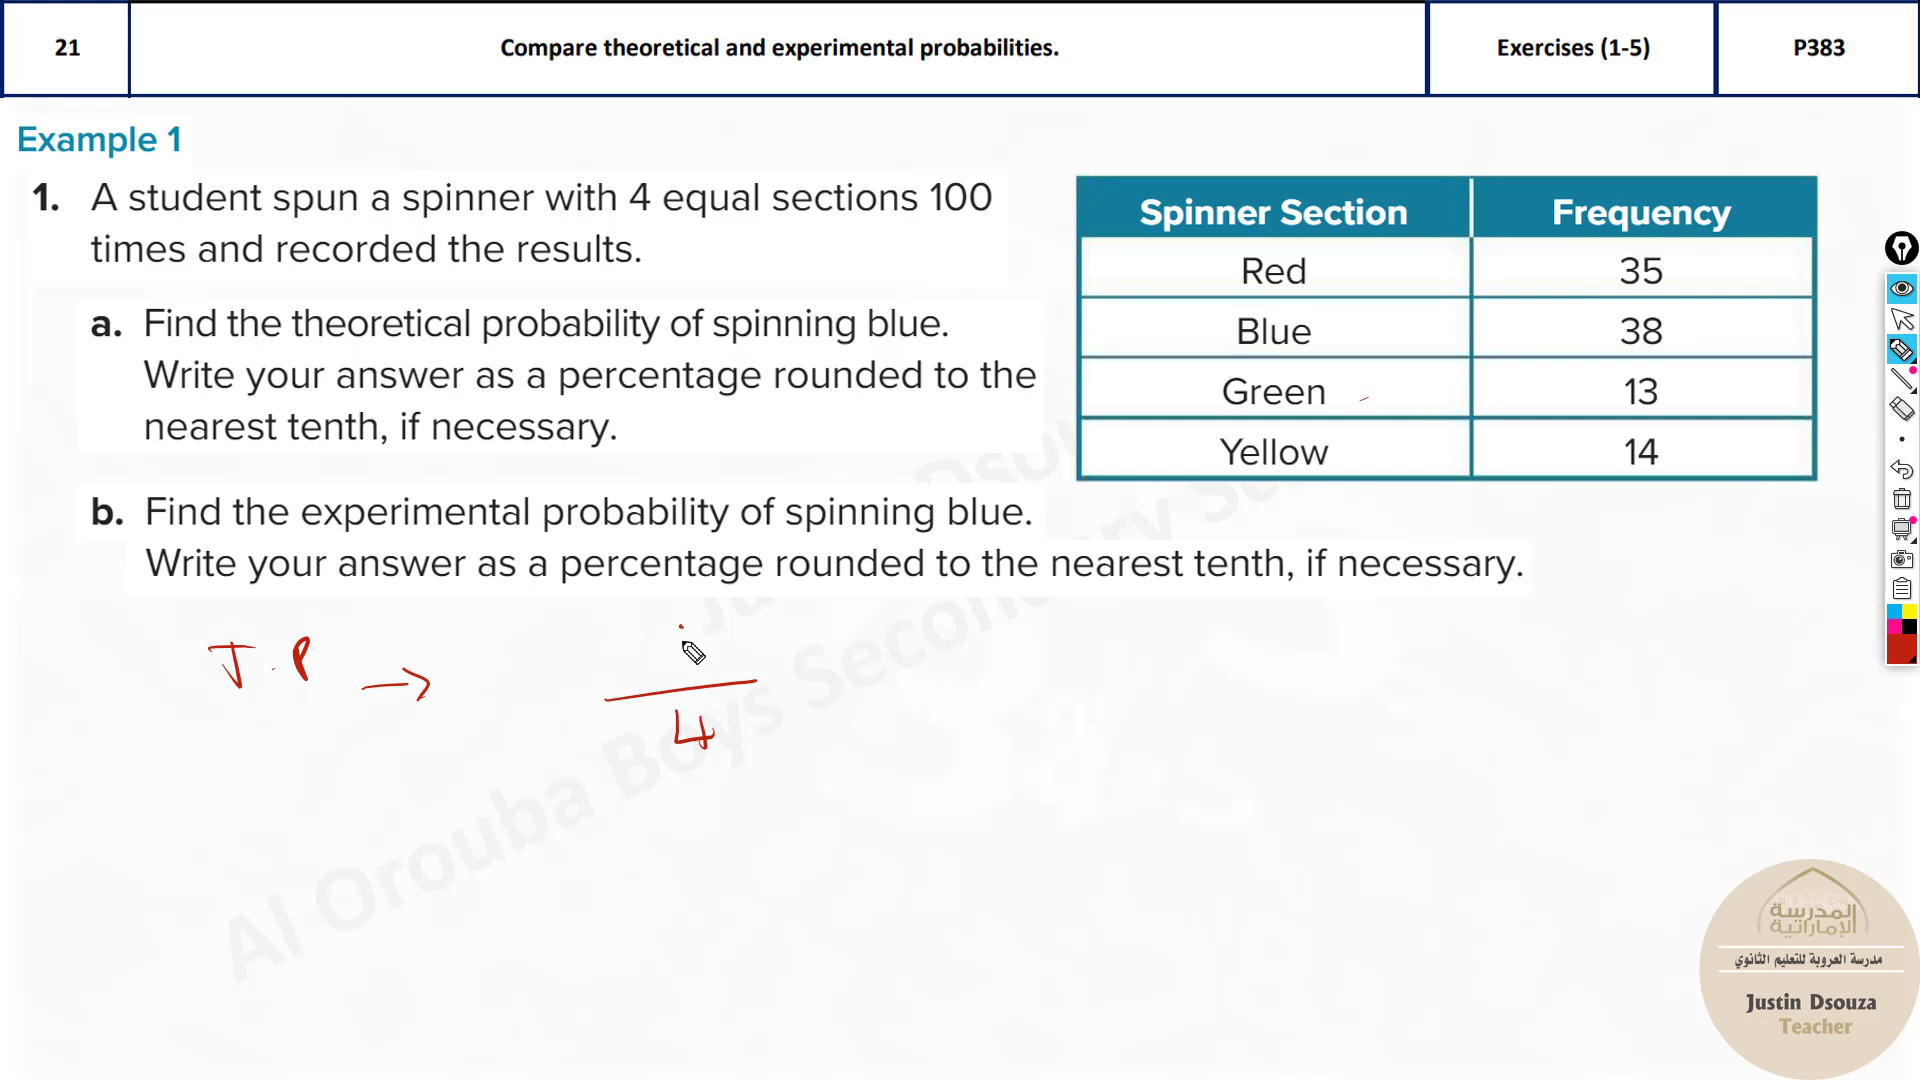 21
Compare theoretical and experimental probabilities.
Exercises (1-5)
P383
Example 1
1. A student spun a spinner with 4 equal sections 100
times and recorded the results.
a. Find the theoretical probability of spinning blue.
Write your answer as a percentage rounded to the
nearest tenth, if necessary.
b. Find the experimental probability of spinning blue.
Write your answer as a percentage rounded to the nearest tenth, if necessary.
Spinner Section Frequency
Red 35
Blue 38
Green 13
Yellow 14
T.P →
4
Al Orouba Boys Secondary
Dsou
المدرسة
الإماراتية
مدرسة العروبة للتعليم الثانوي
Justin Dsouza
Teacher